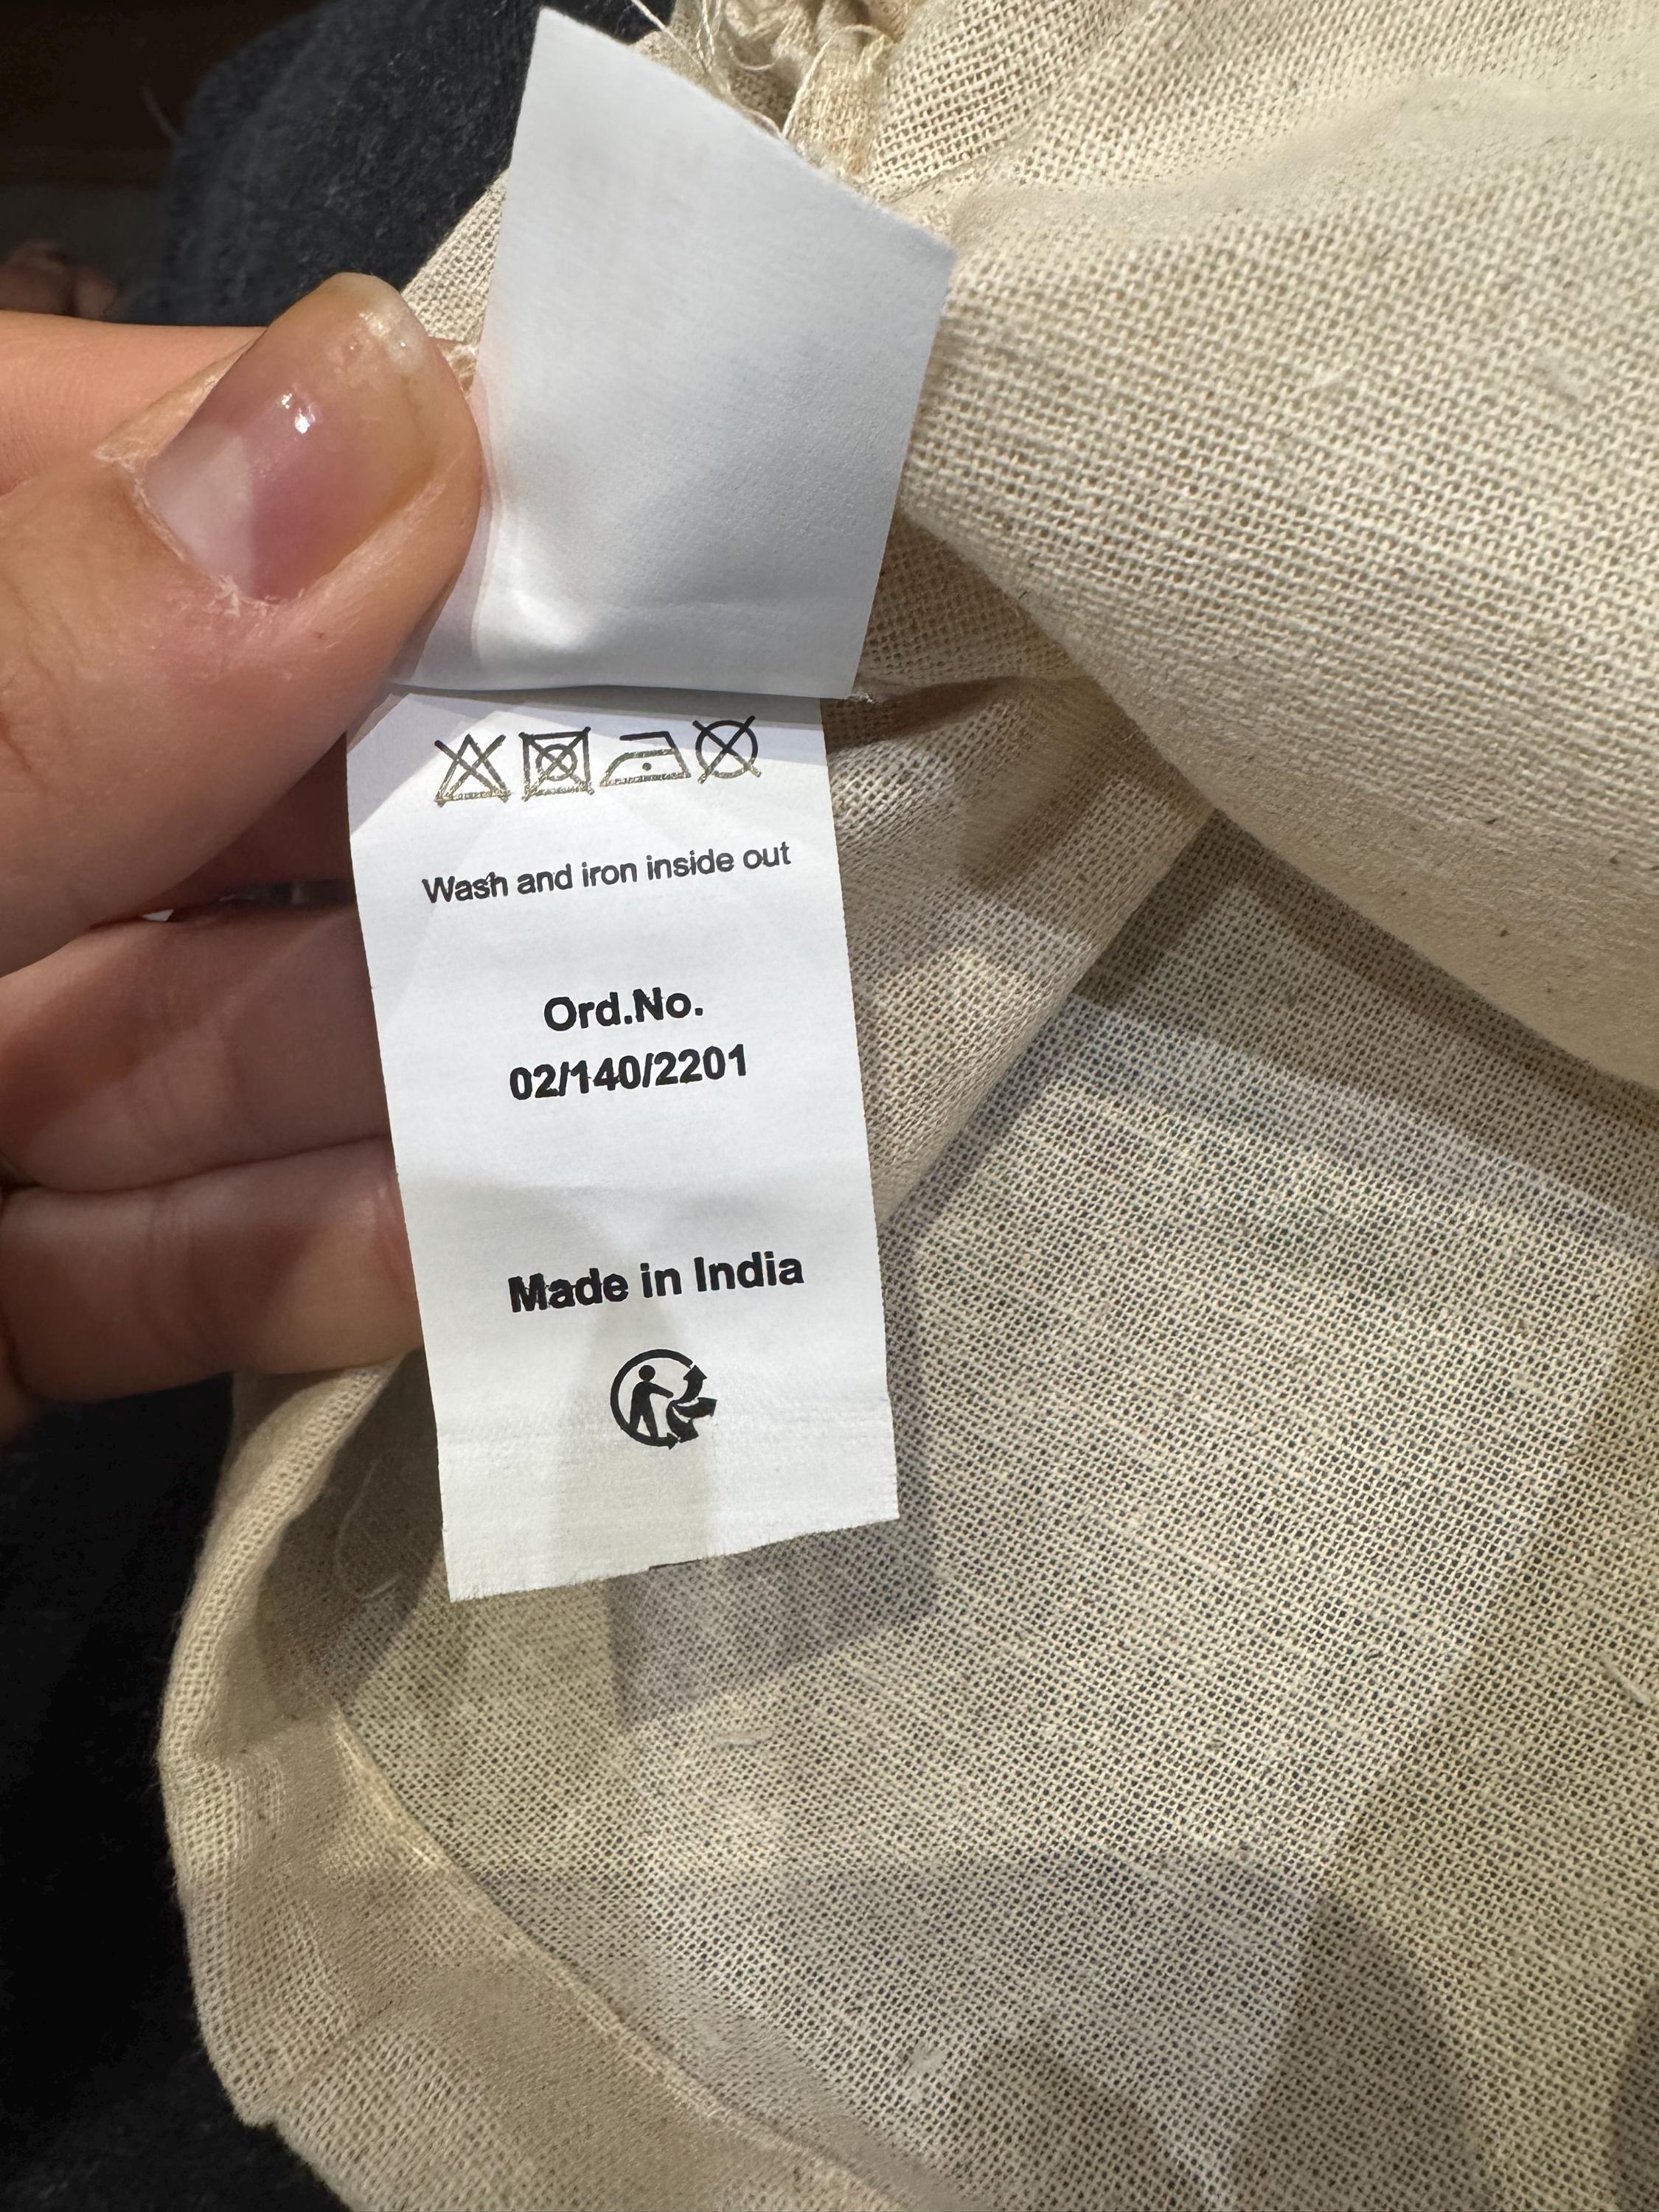 Wash and iron inside out
Ord.No.
02/140/2201
Made in India